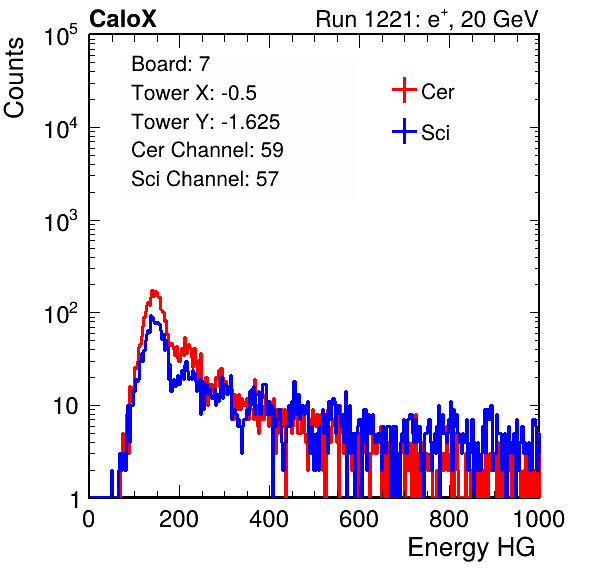 CaloX Run 1221: e⁺, 20 GeV
Counts
10⁵
10⁴
10³
10²
10
1
Board: 7
Tower X: -0.5
Tower Y: -1.625
Cer Channel: 59
Sci Channel: 57
Cer
Sci
0 200 400 600 800 1000
Energy HG